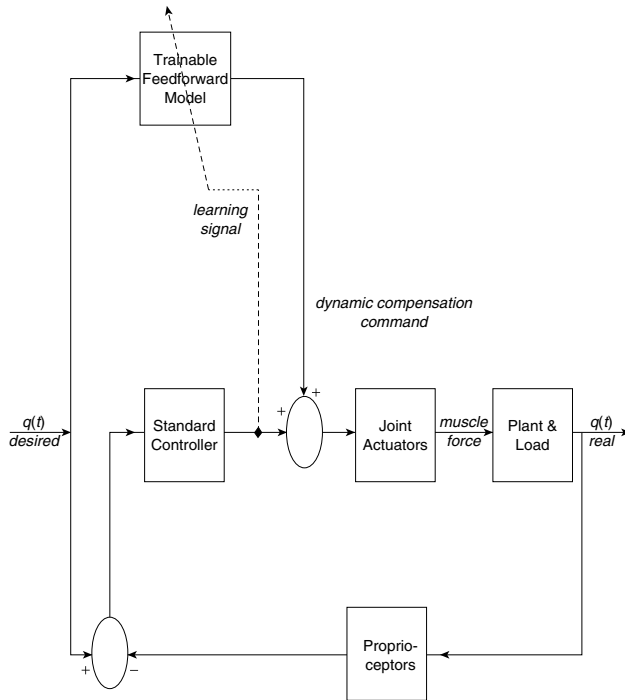 Trainable
Feedforward
Model
learning
signal
dynamic compensation
command
q(t)
desired
Standard
Controller
+
+
Joint
Actuators
muscle
force
Plant &
Load
q(t)
real
+
−
Proprio-
ceptors